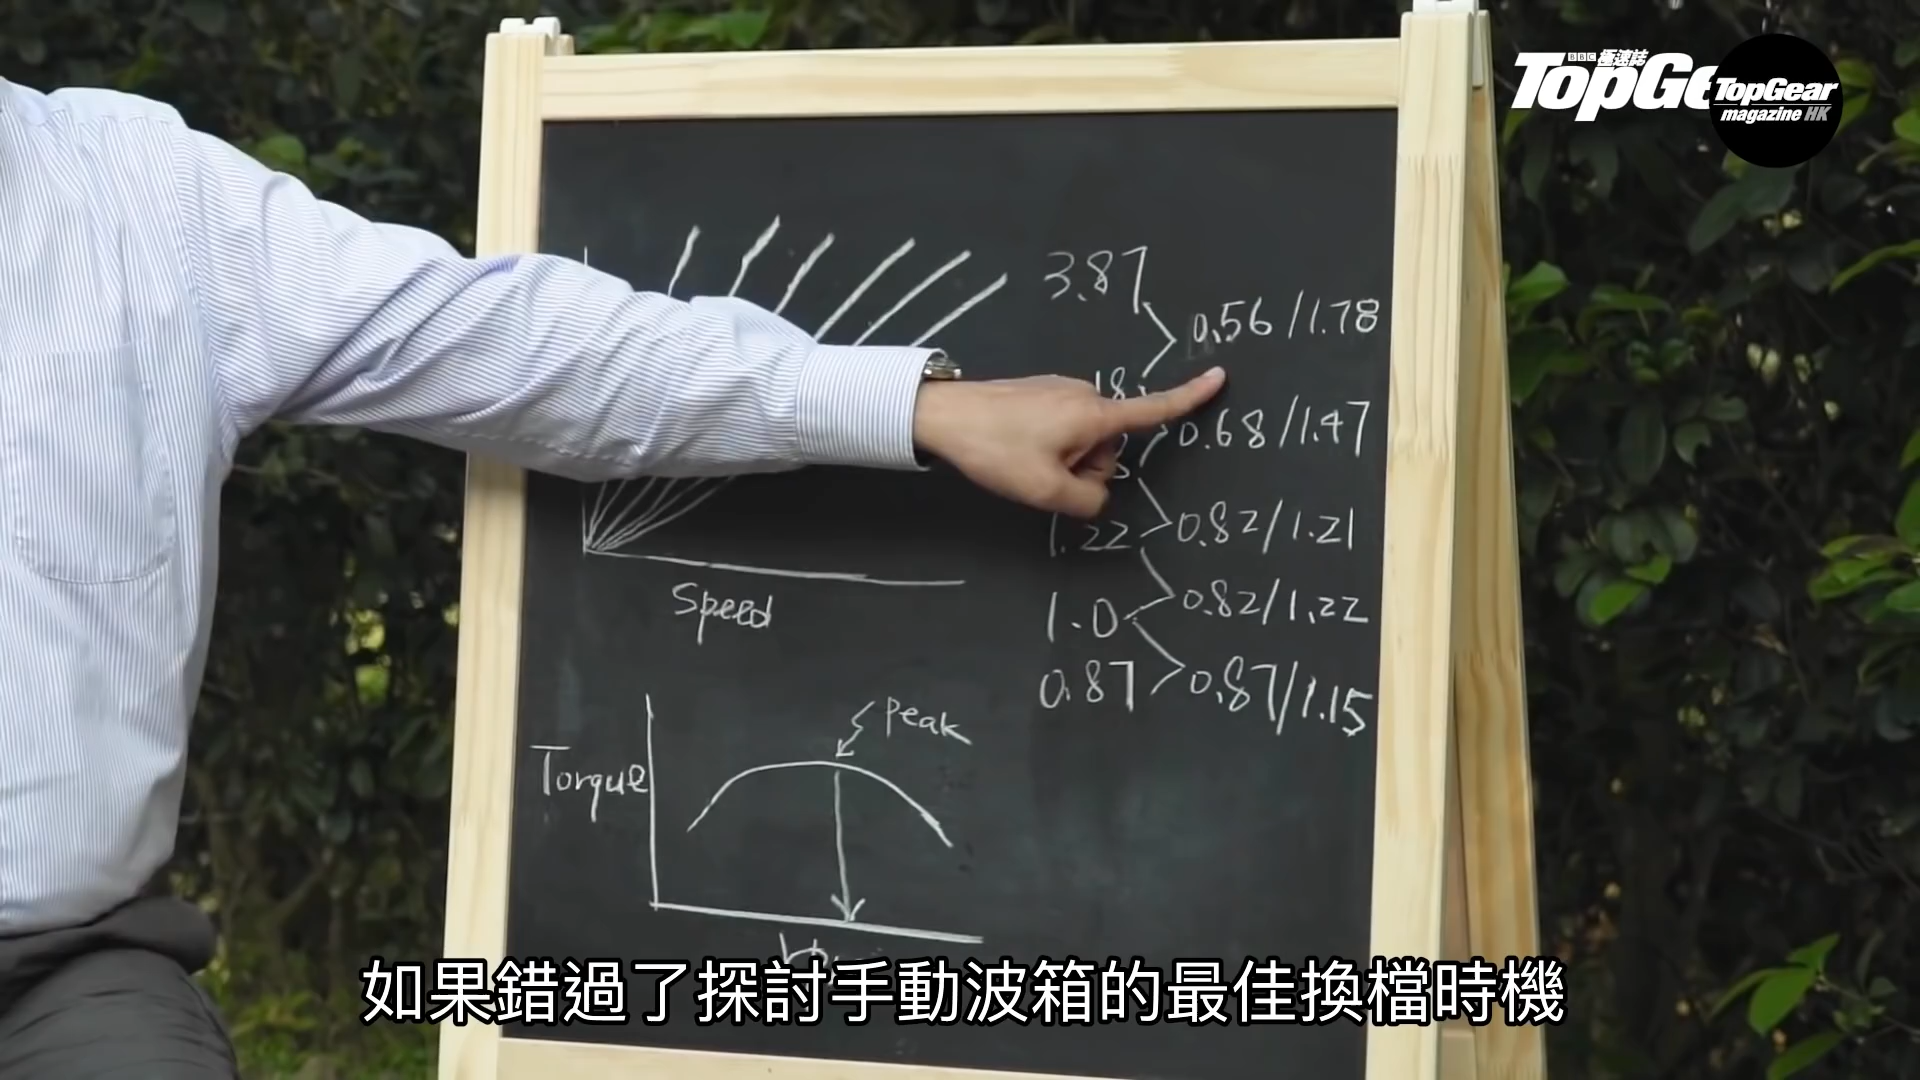 BBC 極速誌
TopGe
TopGear
magazine HK
3.87
0.56/1.78
.18
0.68/1.47
1.22
0.82/1.21
1.0
0.82/1.22
0.87
0.87/1.15
Speed
Torque
Peak
如果錯過了探討手動波箱的最佳換檔時機